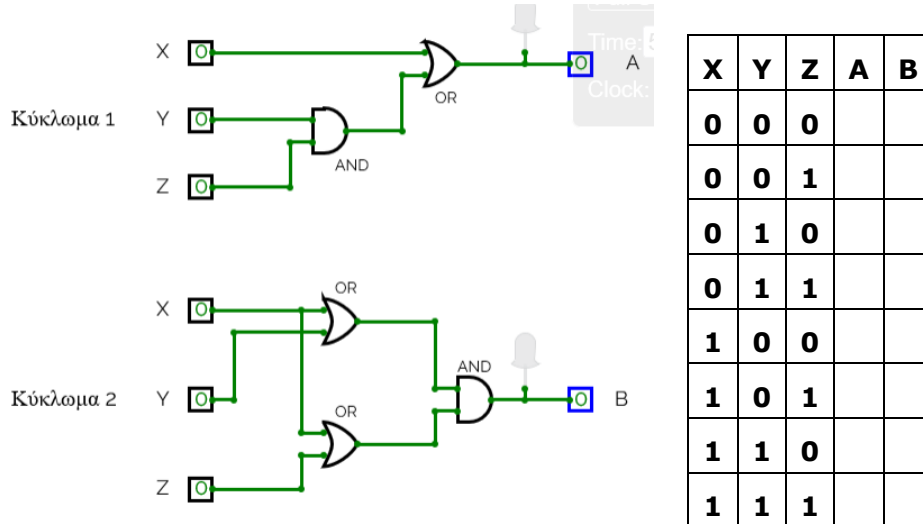 Time: 5
Clock:
X 0
0 A
OR
Κύκλωμα 1
Y 0
AND
Z 0
X 0
OR
AND
Κύκλωμα 2
Y 0
0 B
OR
Z 0
X Y Z A B
0 0 0
0 0 1
0 1 0
0 1 1
1 0 0
1 0 1
1 1 0
1 1 1